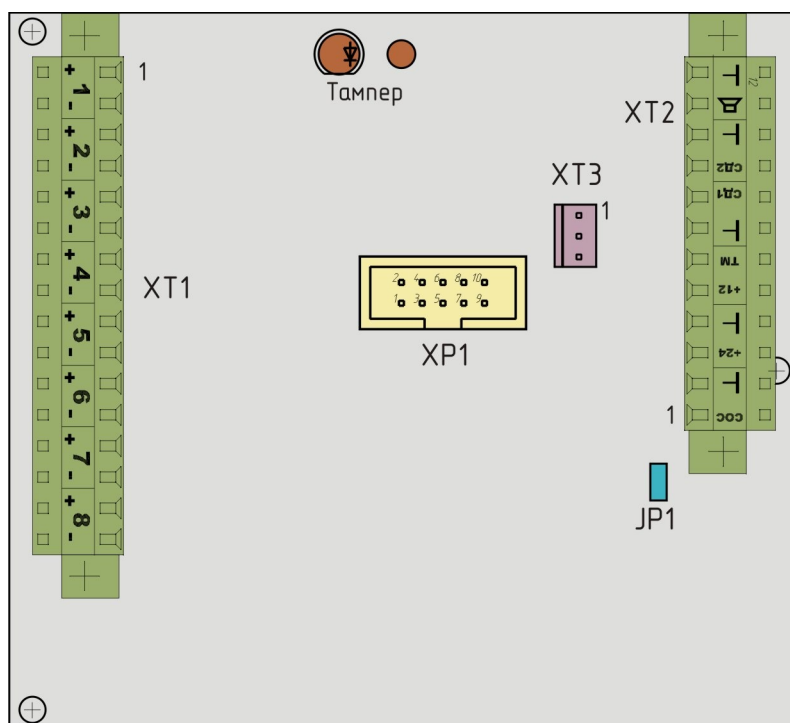 Тампер
1
+ 1 -
+ 2 -
+ 3 -
+ 4 -
+ 5 -
+ 6 -
+ 7 -
+ 8 -
XT1
2 4 6 8 10
1 3 5 7 9
XP1
XT3
1
XT2
12
⊥
⊥
СД2
СД1
⊥
ТМ
+12
⊥
+24
⊥
СОС
1
JP1